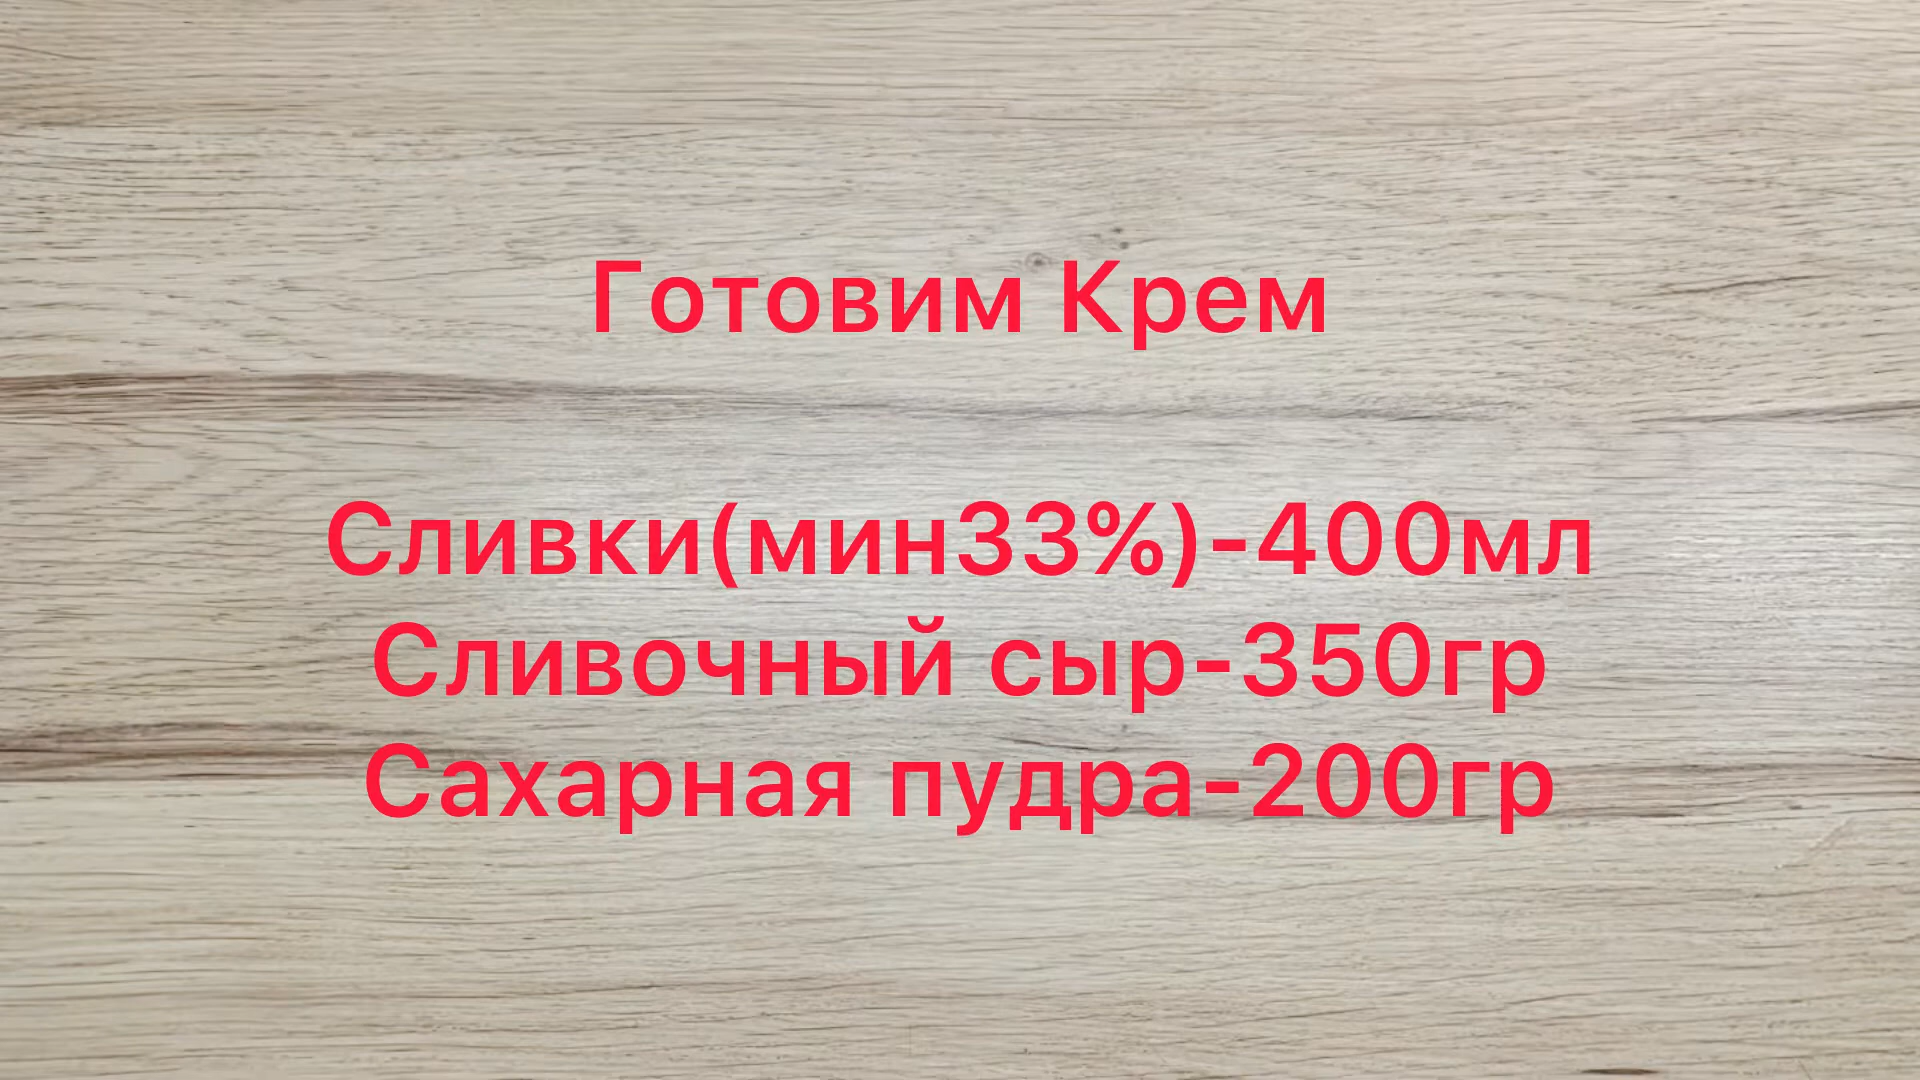 Готовим Крем
Сливки(мин33%)-400мл
Сливочный сыр-350гр
Сахарная пудра-200гр